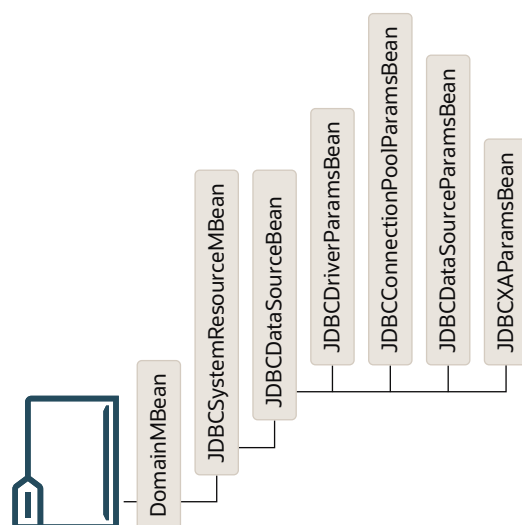 DomainMBean
JDBCSystemResourceMBean
JDBCDataSourceBean
JDBCDriverParamsBean
JDBCConnectionPoolParamsBean
JDBCDataSourceParamsBean
JDBCXAParamsBean